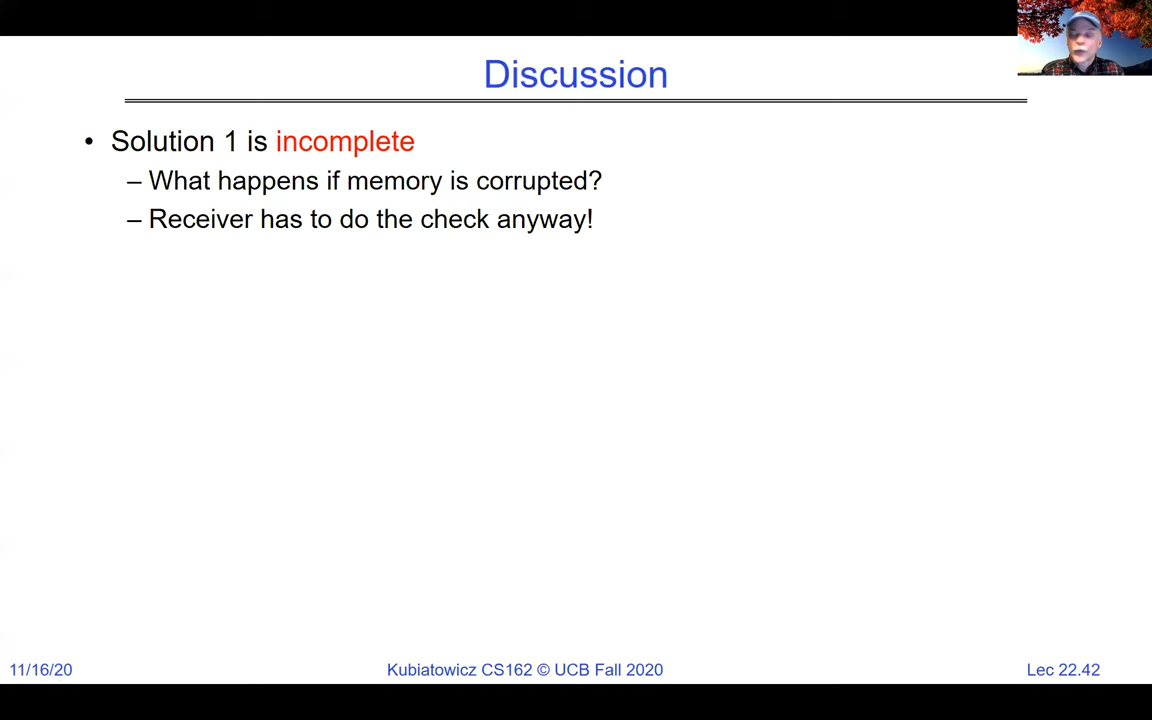 Discussion
• Solution 1 is incomplete
– What happens if memory is corrupted?
– Receiver has to do the check anyway!
11/16/20
Kubiatowicz CS162 © UCB Fall 2020
Lec 22.42